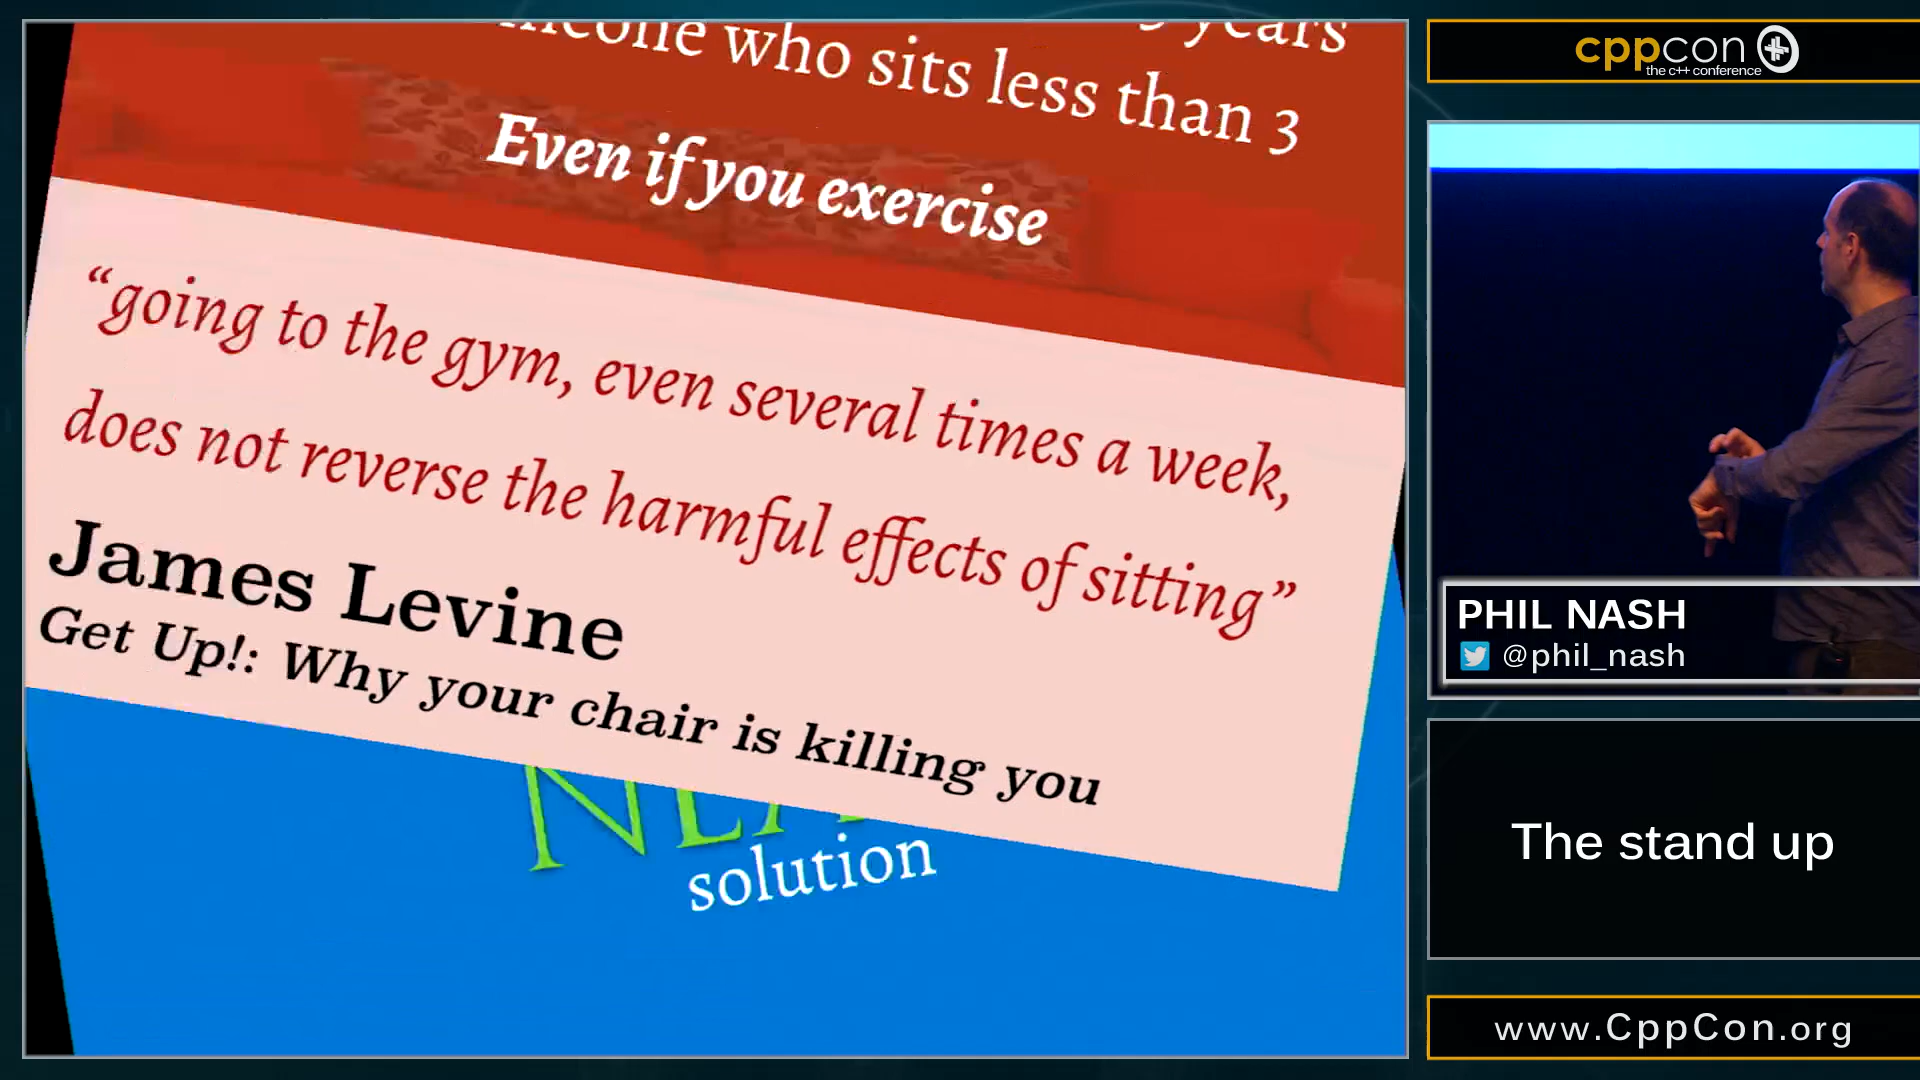 years
who sits less than 3
Even if you exercise
“going to the gym, even several times a week,
does not reverse the harmful effects of sitting”
James Levine
Get Up!: Why your chair is killing you
solution
cppcon
the c++ conference
PHIL NASH
@phil_nash
The stand up
www.CppCon.org